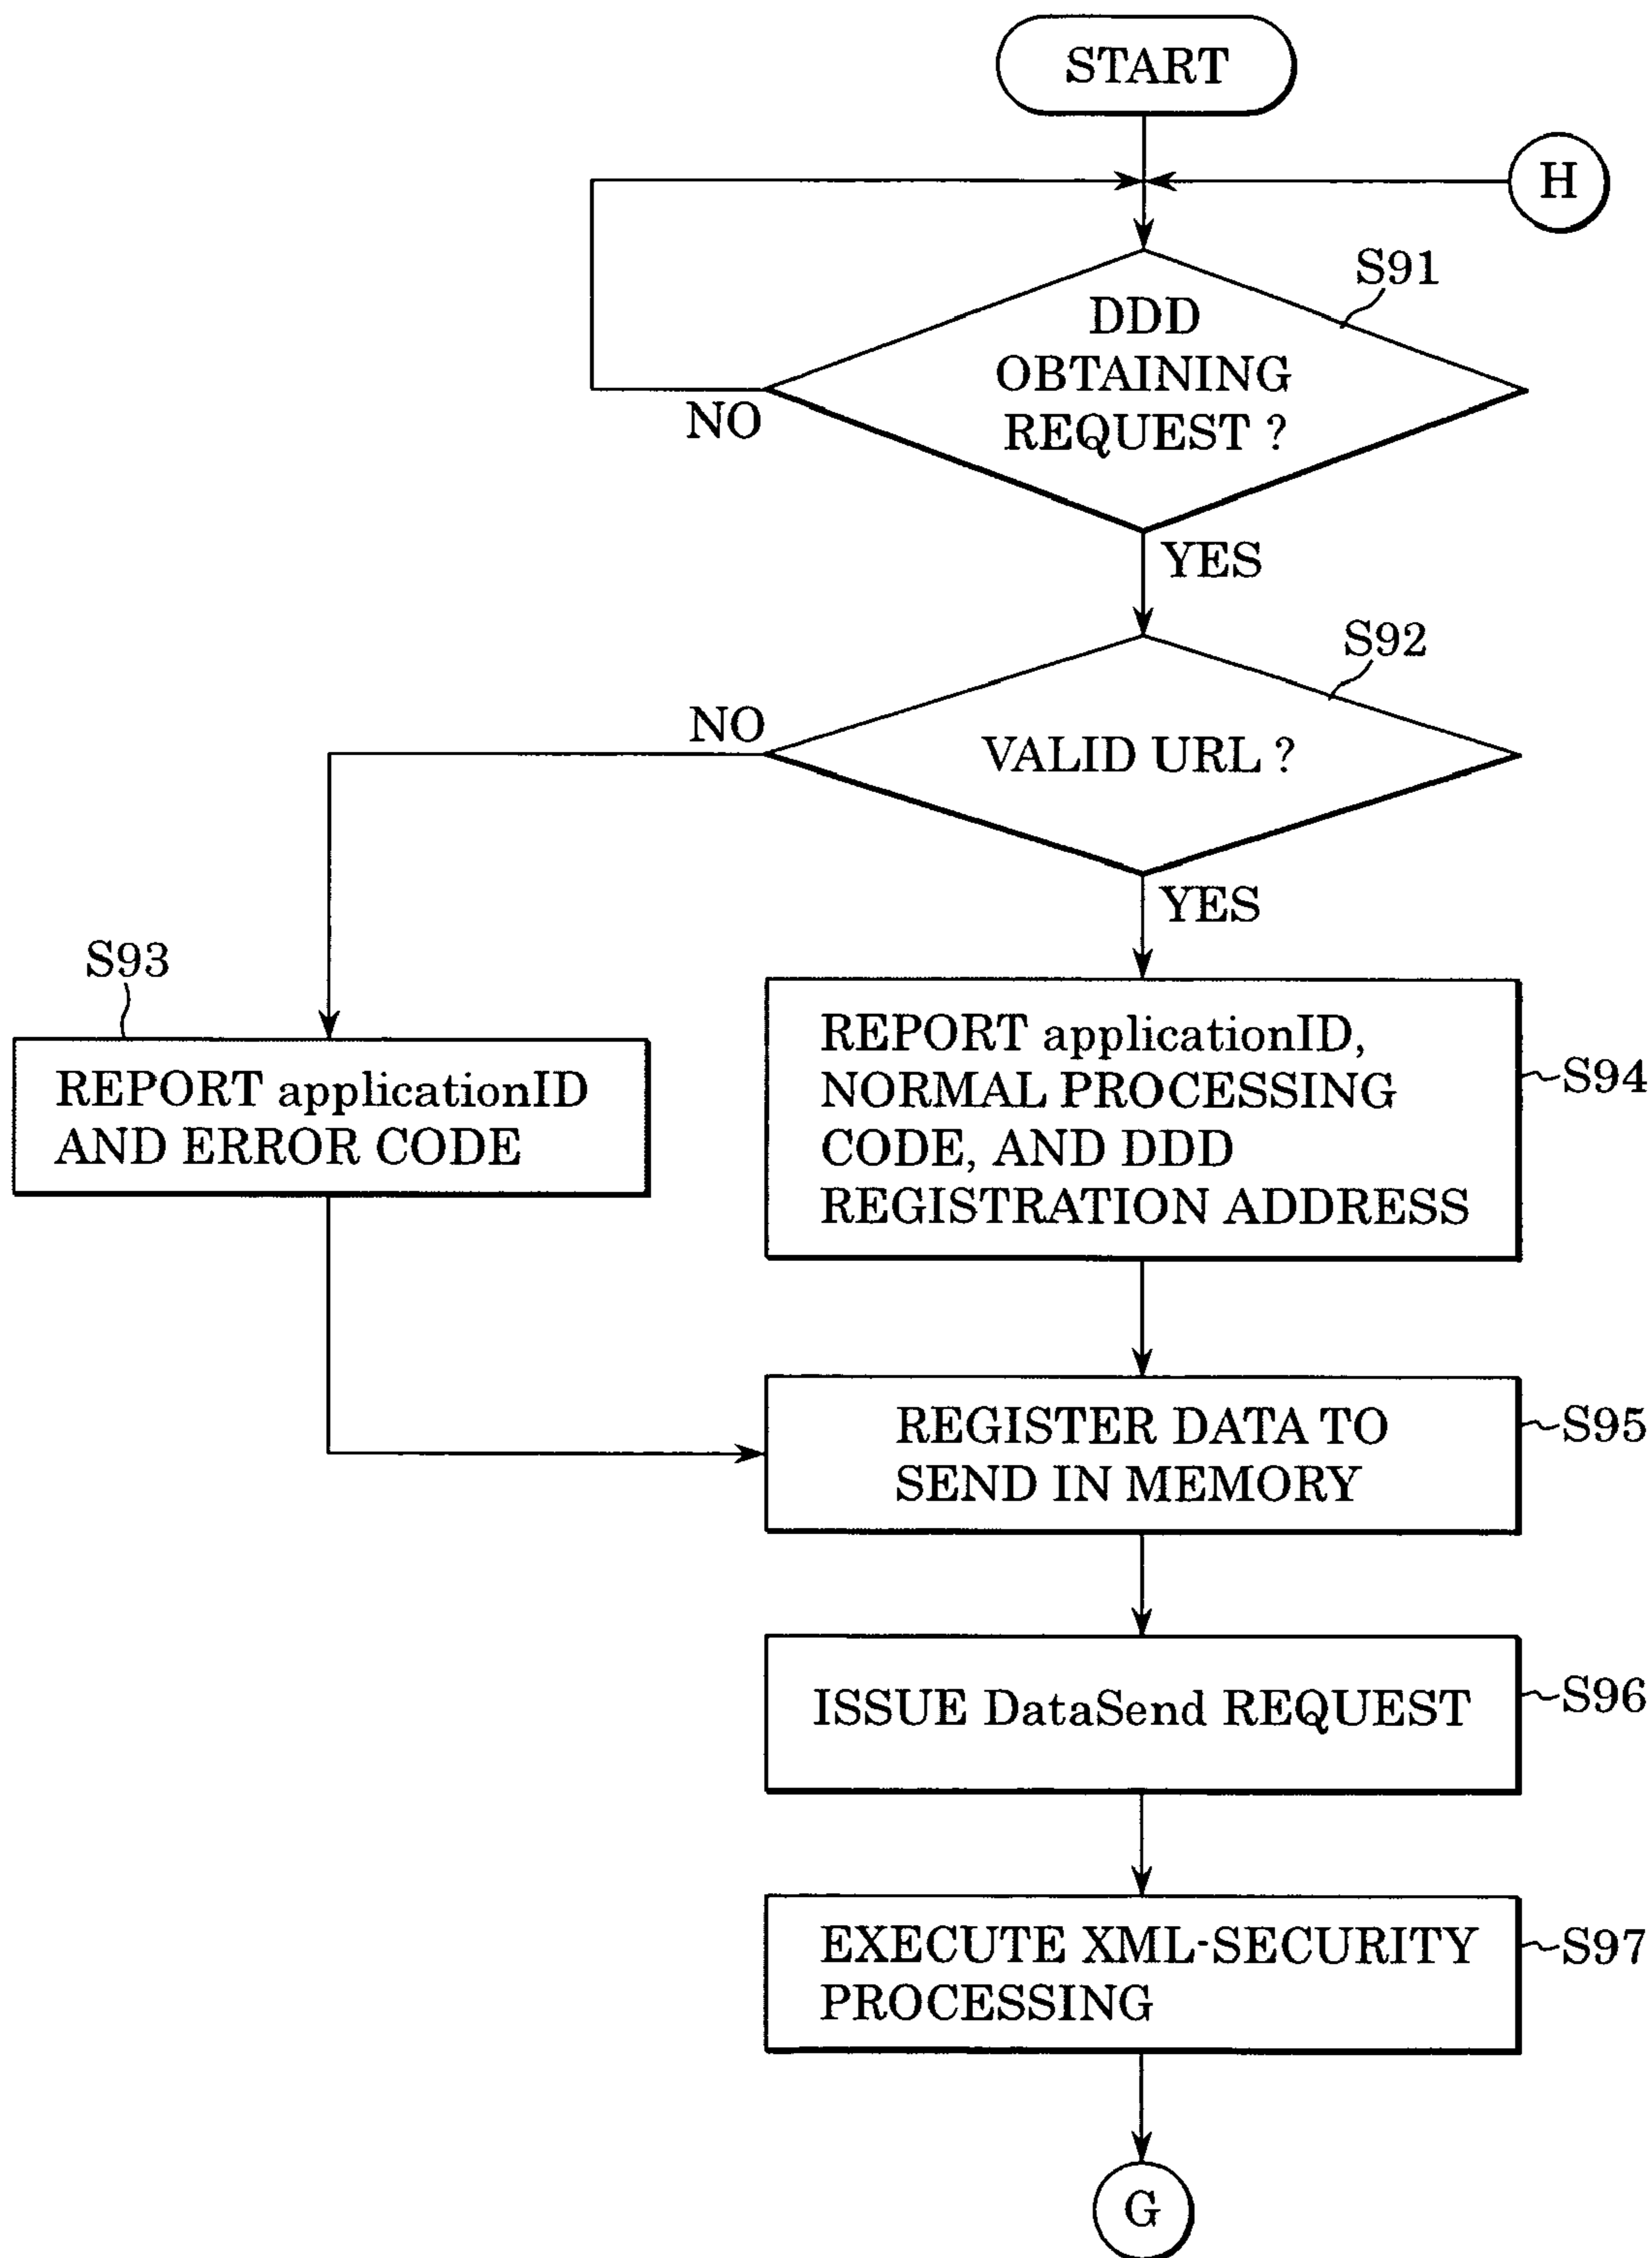 START
H
S91
DDD
OBTAINING
REQUEST ?
NO
YES
S92
NO
VALID URL ?
YES
S93
REPORT applicationID
AND ERROR CODE
REPORT applicationID,
NORMAL PROCESSING
CODE, AND DDD
REGISTRATION ADDRESS
S94
REGISTER DATA TO
SEND IN MEMORY
S95
ISSUE DataSend REQUEST
S96
EXECUTE XML-SECURITY
PROCESSING
S97
G